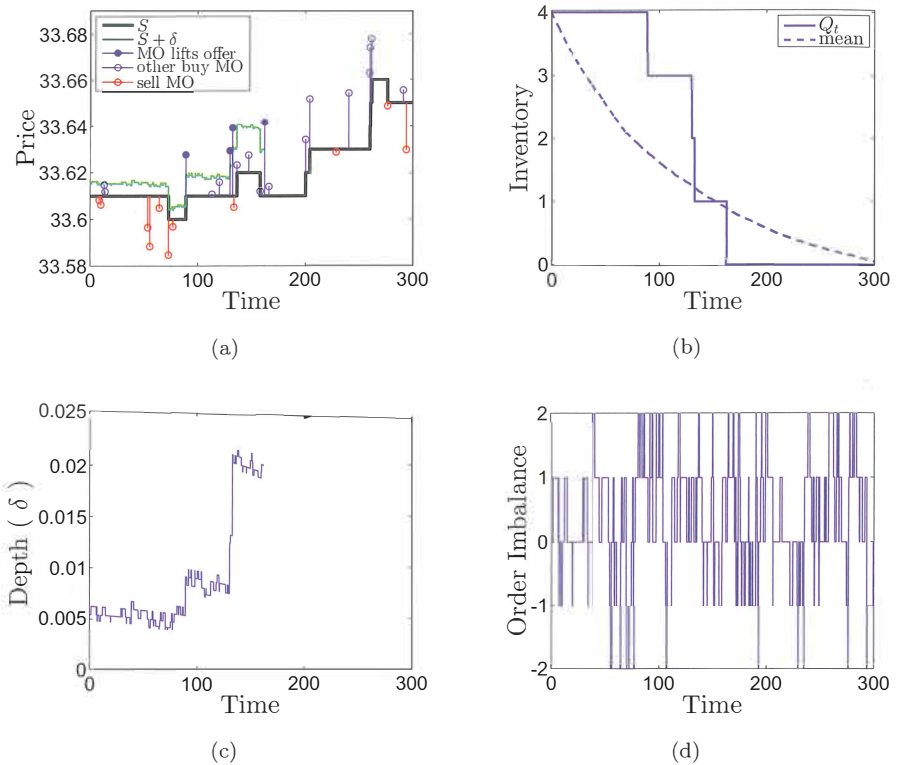 S
S + δ
MO lifts offer
other buy MO
sell MO
33.68
33.66
33.64
33.62
33.6
33.58
Price
0 100 200 300
Time
(a)
Q_t
mean
4
3
2
1
0
Inventory
0 100 200 300
Time
(b)
0.025
0.02
0.015
0.01
0.005
0
Depth ( δ )
0 100 200 300
Time
(c)
2
1
0
-1
-2
Order Imbalance
0 100 200 300
Time
(d)